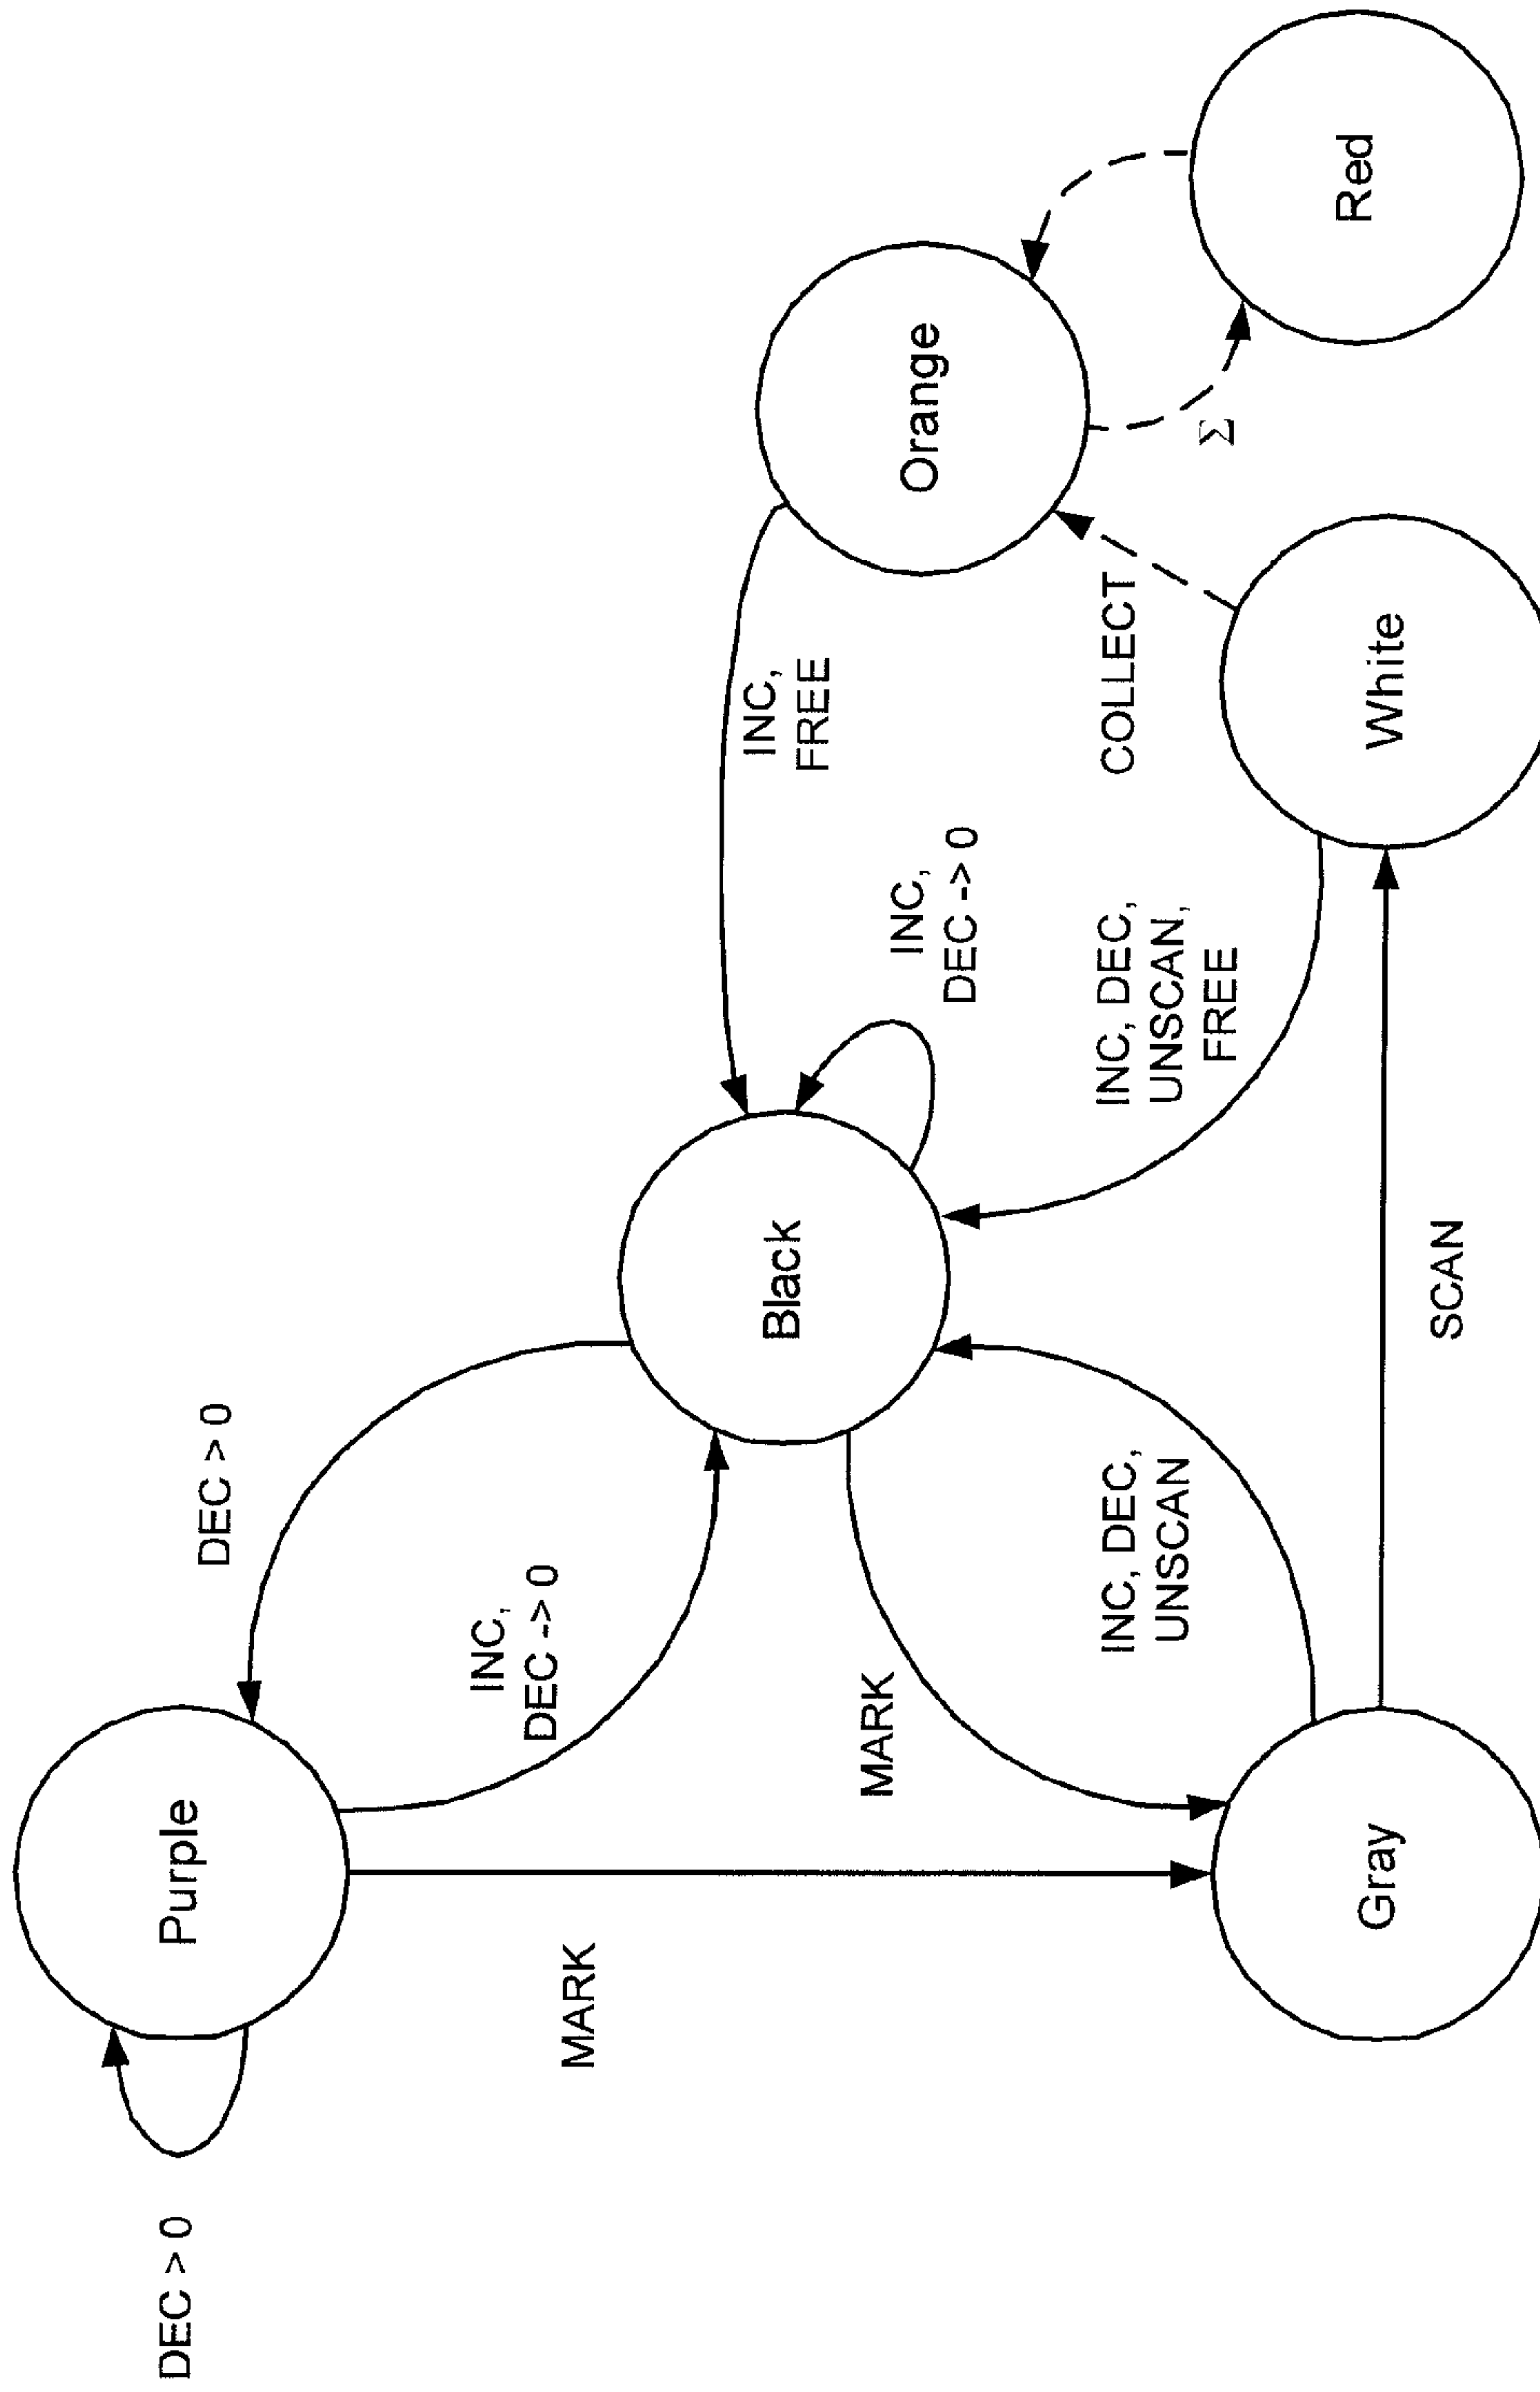 DEC > 0
Purple
DEC > 0
INC,
DEC -> 0
MARK
Black
INC,
DEC -> 0
INC,
FREE
Orange
Red
Σ
COLLECT
MARK
INC, DEC,
UNSCAN
INC, DEC,
UNSCAN,
FREE
Gray
SCAN
White